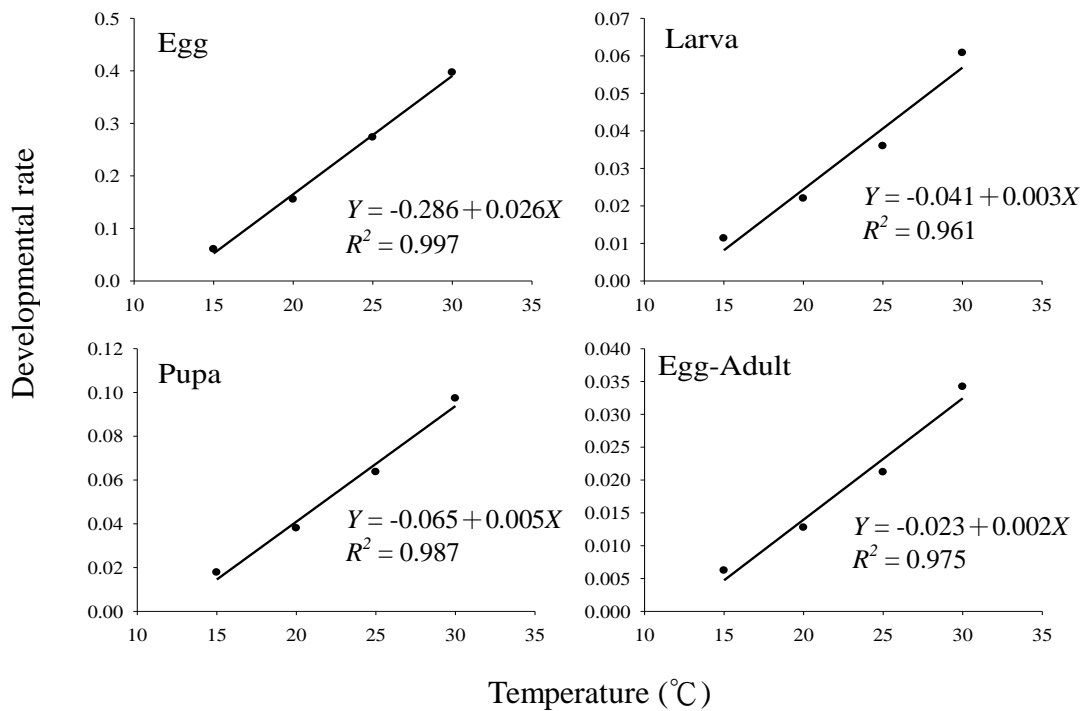 Developmental rate
Egg
0.5
0.4
0.3
0.2
0.1
0.0
Y = -0.286＋0.026X
R² = 0.997
10 15 20 25 30 35
Larva
0.07
0.06
0.05
0.04
0.03
0.02
0.01
0.00
Y = -0.041＋0.003X
R² = 0.961
10 15 20 25 30 35
Pupa
0.12
0.10
0.08
0.06
0.04
0.02
0.00
Y = -0.065＋0.005X
R² = 0.987
10 15 20 25 30 35
Egg-Adult
0.040
0.035
0.030
0.025
0.020
0.015
0.010
0.005
0.000
Y = -0.023＋0.002X
R² = 0.975
10 15 20 25 30 35
Temperature (℃)